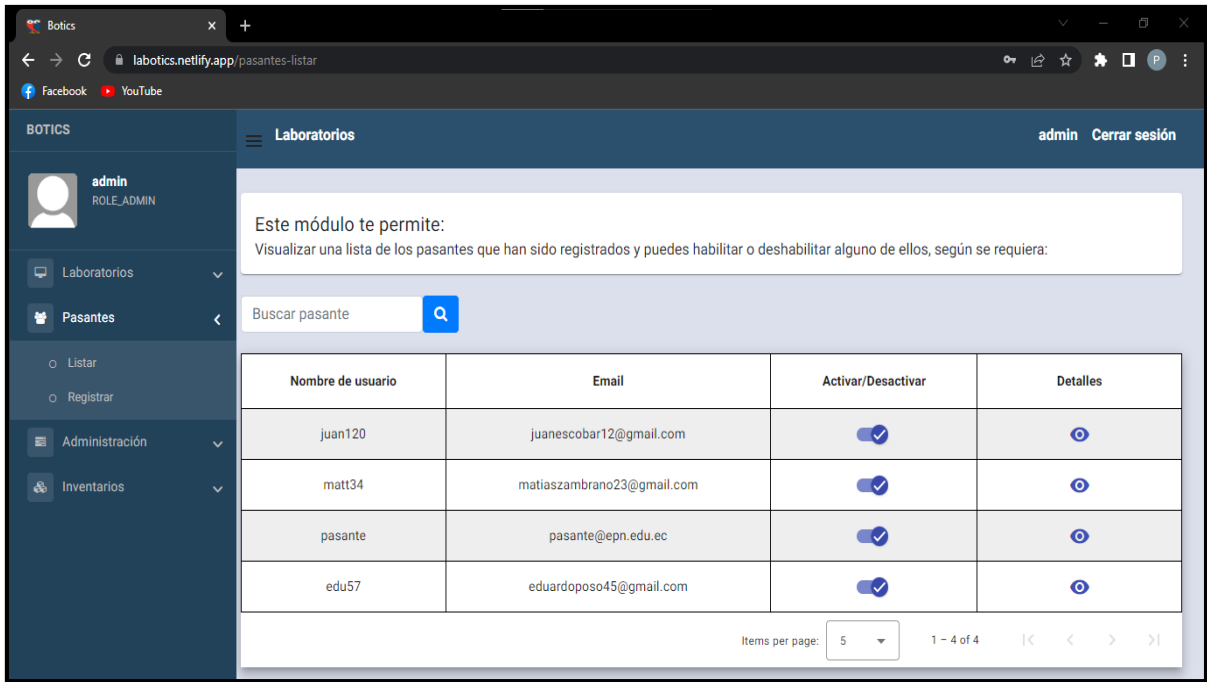 Botics
labotics.netlify.app/pasantes-listar
P
Facebook YouTube
BOTICS
Laboratorios
admin Cerrar sesión
admin
ROLE_ADMIN
Laboratorios
Pasantes
Listar
Registrar
Administración
Inventarios
Este módulo te permite:
Visualizar una lista de los pasantes que han sido registrados y puedes habilitar o deshabilitar alguno de ellos, según se requiera:
Buscar pasante
Nombre de usuario Email Activar/Desactivar Detalles
juan120 juanescobar12@gmail.com
matt34 matiaszambrano23@gmail.com
pasante pasante@epn.edu.ec
edu57 eduardoposo45@gmail.com
Items per page: 5 1 – 4 of 4